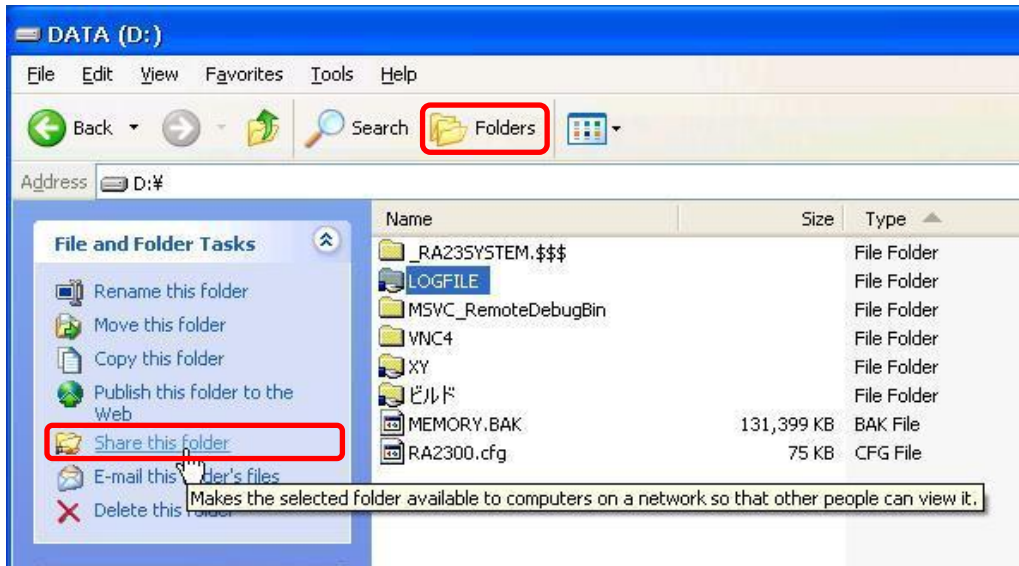 DATA (D:)
File Edit View Favorites Tools Help
Back Search Folders
Address D:¥
Name Size Type
File and Folder Tasks
Rename this folder
Move this folder
Copy this folder
Publish this folder to the
Web
Share this folder
E-mail this folder's files
Delete this folder
_RA23SYSTEM.$$$ File Folder
LOGFILE File Folder
MSVC_RemoteDebugBin File Folder
VNC4 File Folder
XY File Folder
ビルド File Folder
MEMORY.BAK 131,399 KB BAK File
RA2300.cfg 75 KB CFG File
Makes the selected folder available to computers on a network so that other people can view it.